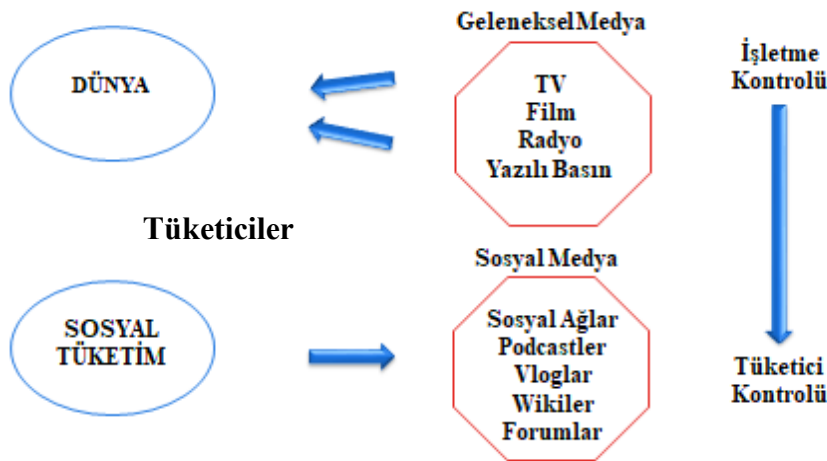 Geleneksel Medya
İşletme
Kontrolü
DÜNYA
TV
Film
Radyo
Yazılı Basın
Tüketiciler
Sosyal Medya
SOSYAL
TÜKETİM
Sosyal Ağlar
Podcastler
Vloglar
Wikiler
Forumlar
Tüketici
Kontrolü